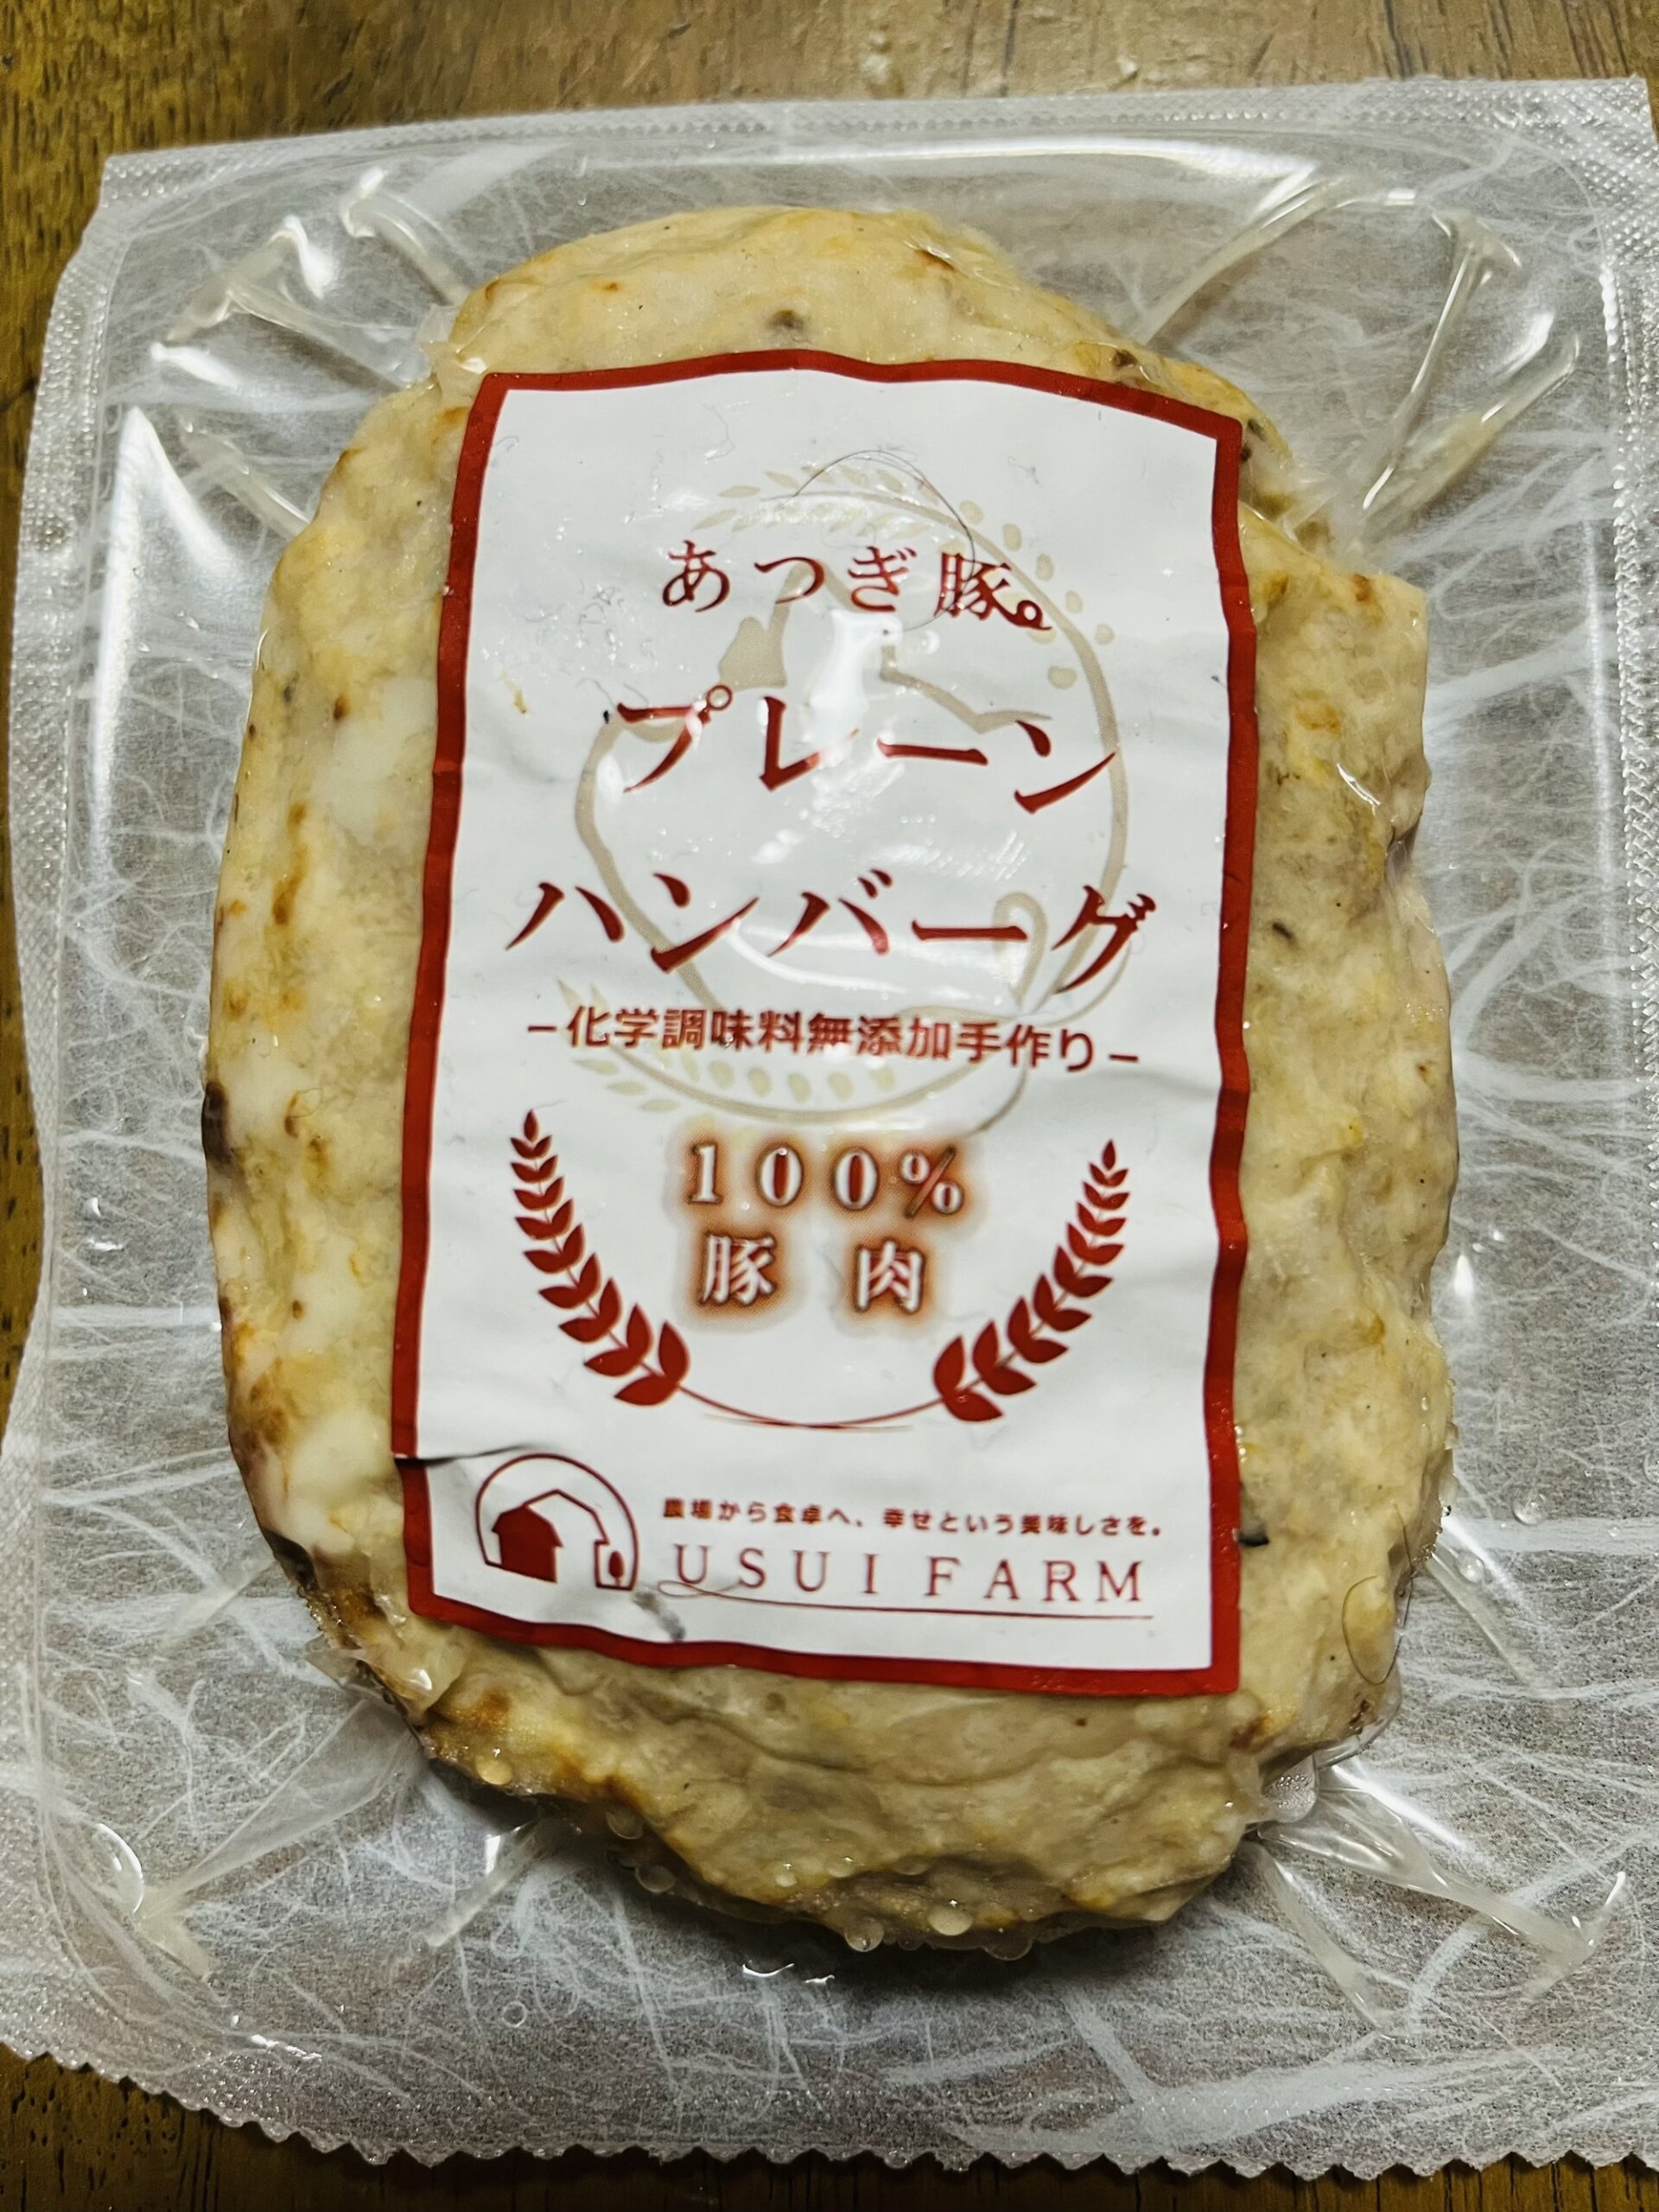 あつぎ豚。
プレーン
ハンバーグ
–化学調味料無添加手作り–
100%
豚肉
農場から食卓へ、幸せという美味しさを。
USUI FARM